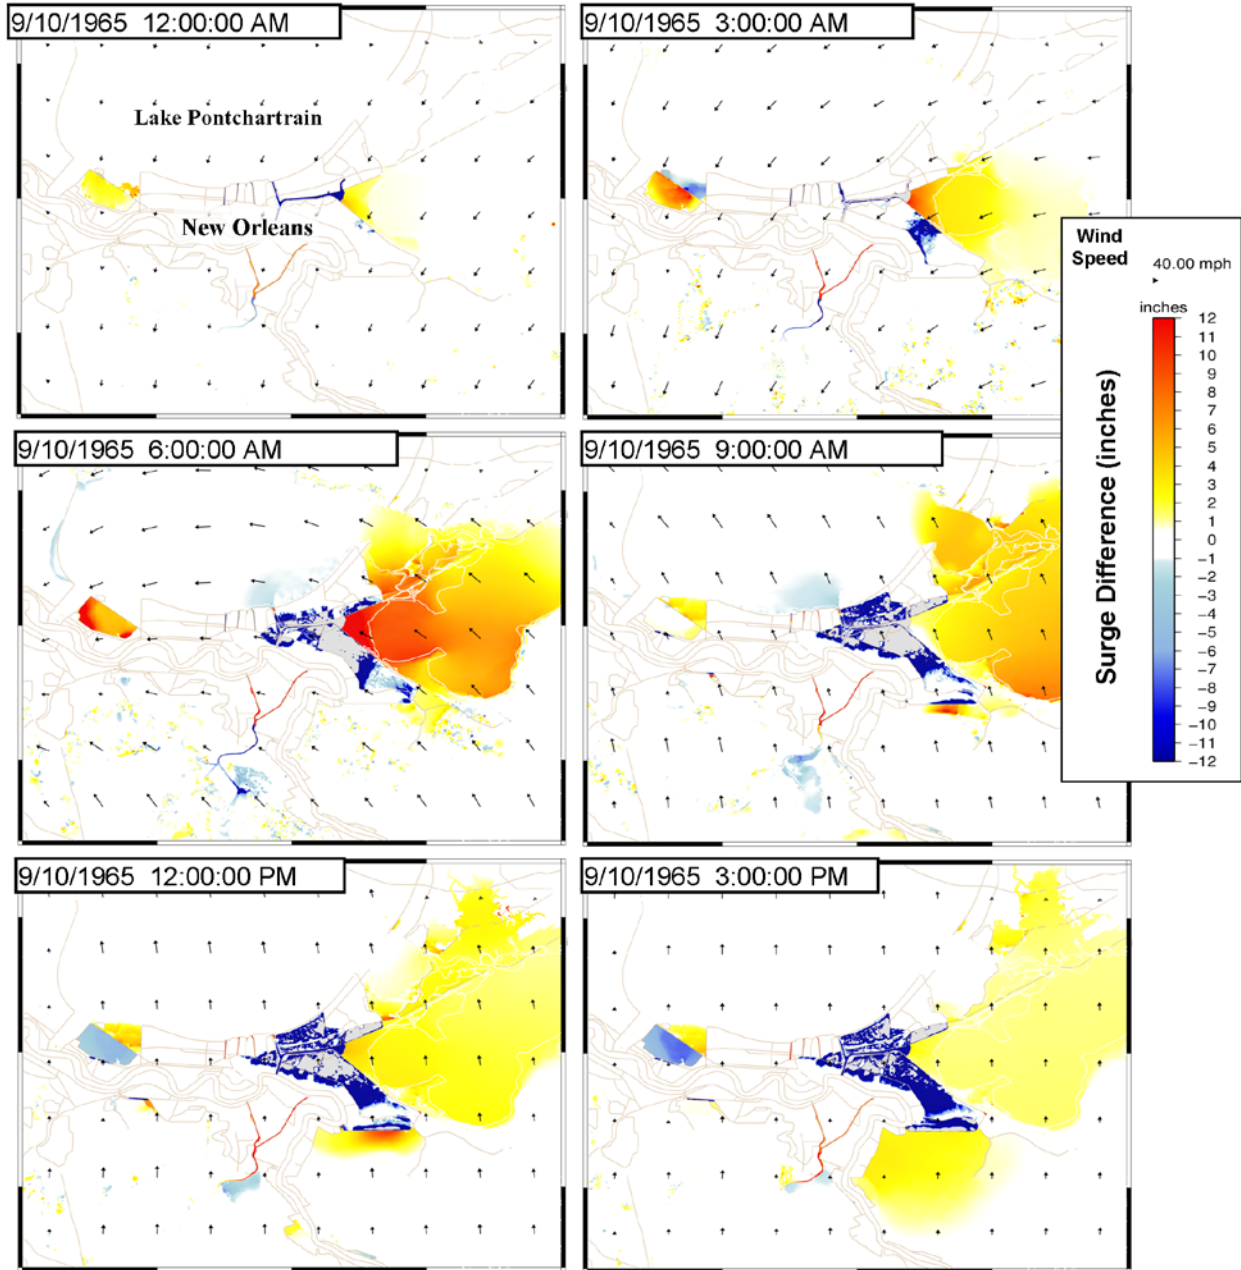 9/10/1965 12:00:00 AM
9/10/1965 3:00:00 AM
Lake Pontchartrain
New Orleans
Wind
Speed
40.00 mph
inches
12
11
10
9
8
7
6
5
4
3
2
1
0
-1
-2
-3
-4
-5
-6
-7
-8
-9
-10
-11
-12
Surge Difference (inches)
9/10/1965 6:00:00 AM
9/10/1965 9:00:00 AM
9/10/1965 12:00:00 PM
9/10/1965 3:00:00 PM